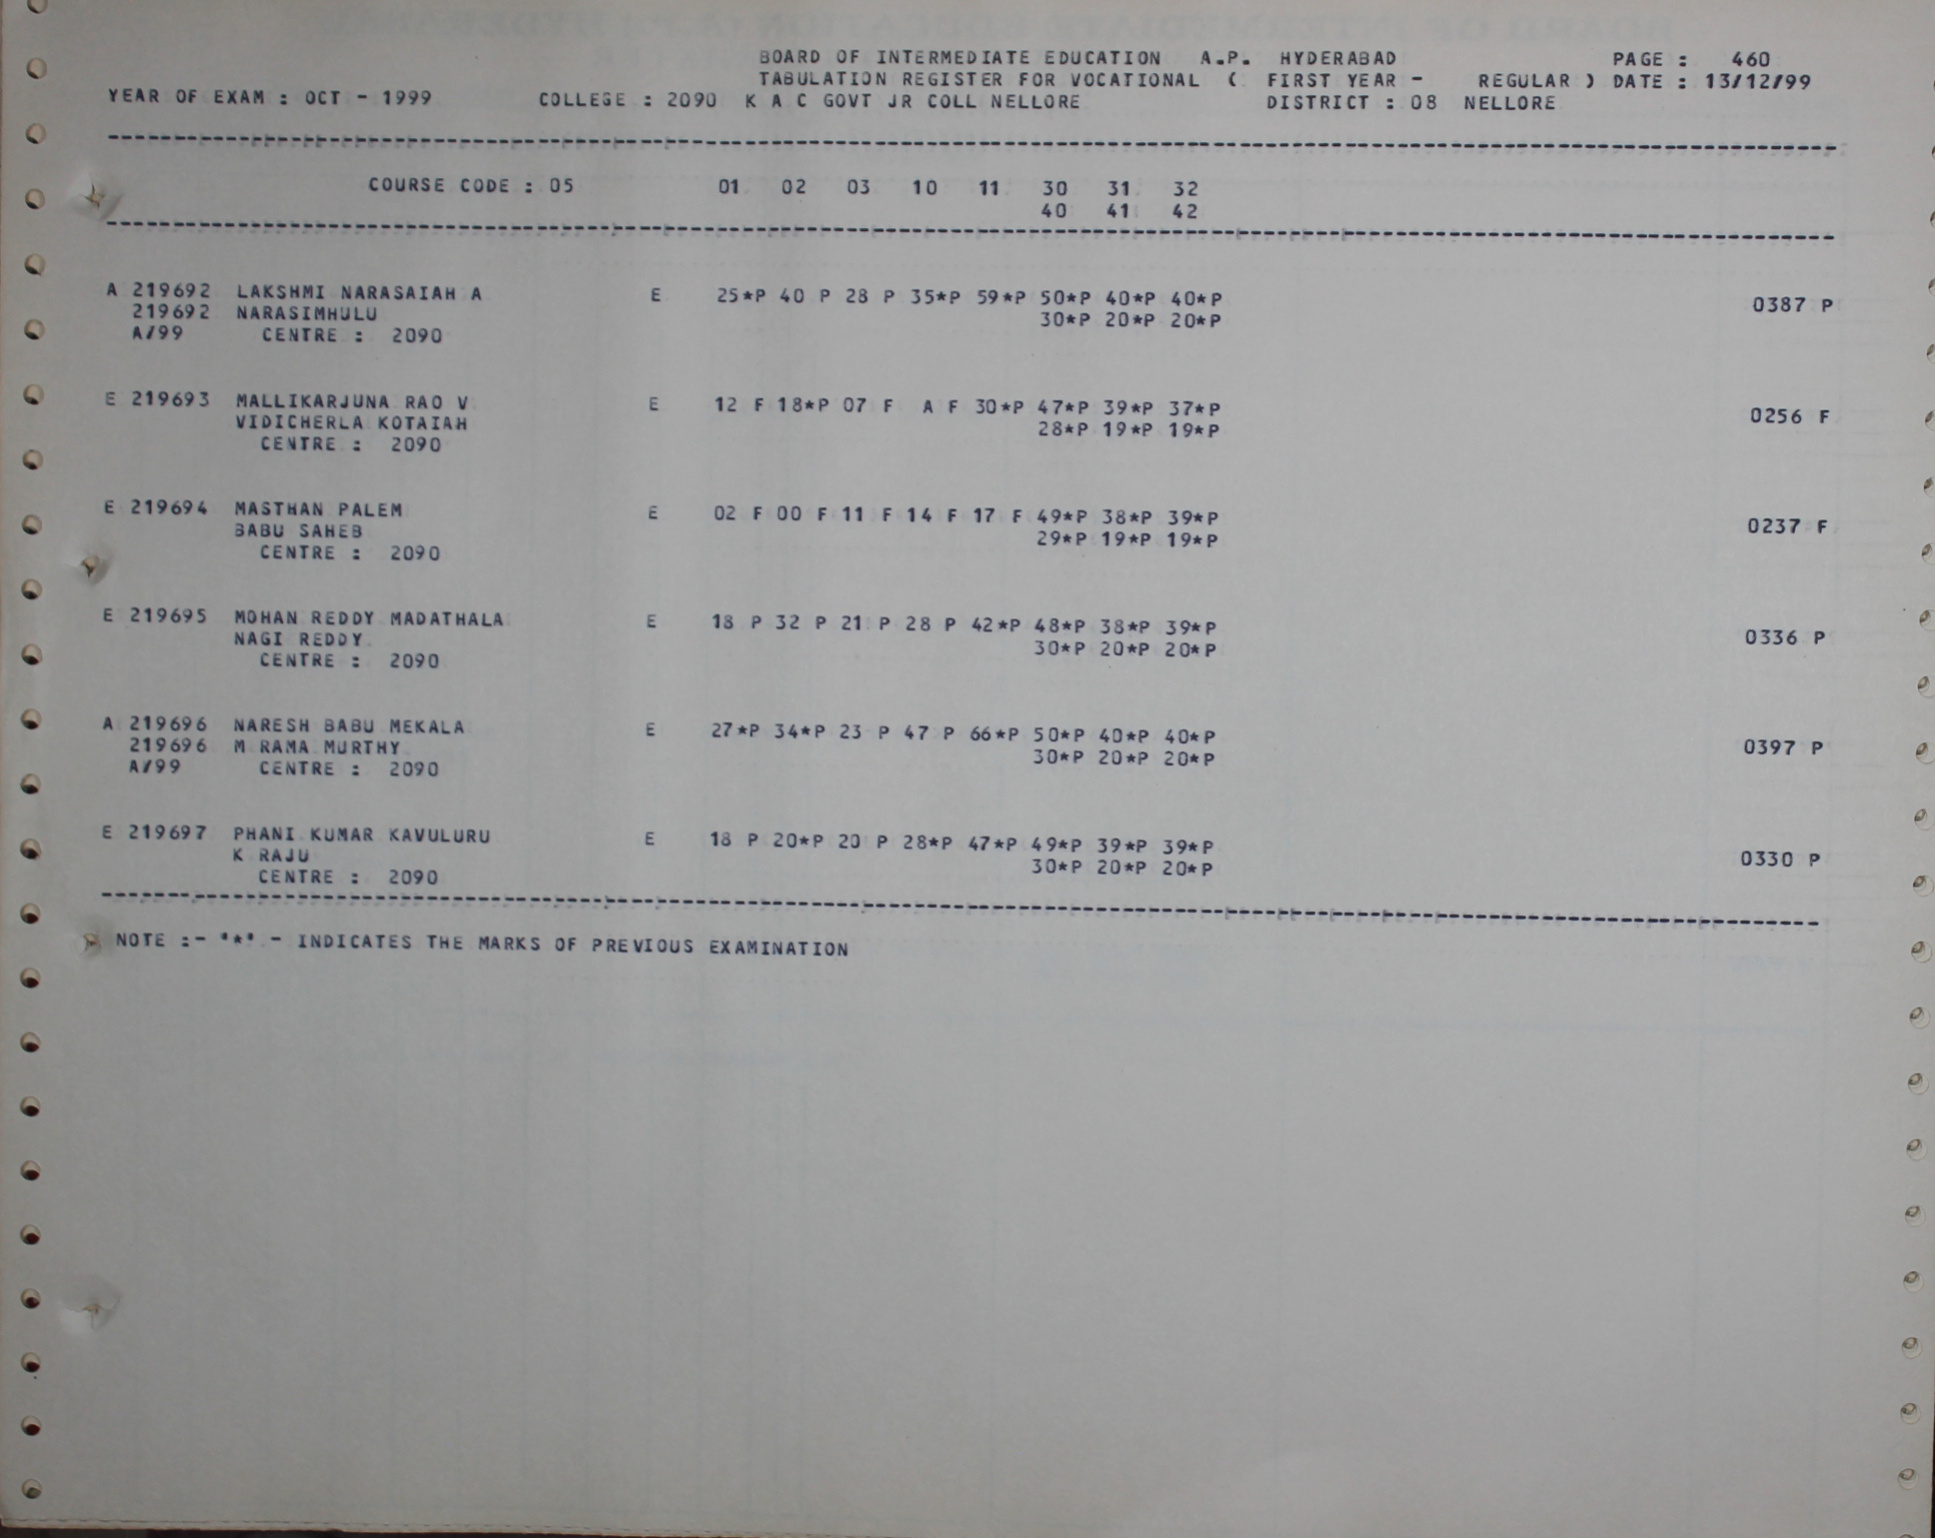 BOARD OF INTERMEDIATE EDUCATION A.P. HYDERABAD PAGE : 460
TABULATION REGISTER FOR VOCATIONAL ( FIRST YEAR - REGULAR ) DATE : 13/12/99
YEAR OF EXAM : OCT - 1999 COLLEGE : 2090 K A C GOVT JR COLL NELLORE DISTRICT : 08 NELLORE
COURSE CODE : 05 01 02 03 10 11 30 31 32
40 41 42
A 219692 LAKSHMI NARASAIAH A E 25*P 40 P 28 P 35*P 59*P 50*P 40*P 40*P 0387 P
219692 NARASIMHULU 30*P 20*P 20*P
A/99 CENTRE : 2090
E 219693 MALLIKARJUNA RAO V E 12 F 18*P 07 F A F 30*P 47*P 39*P 37*P 0256 F
VIDICHERLA KOTAIAH 28*P 19*P 19*P
CENTRE : 2090
E 219694 MASTHAN PALEM E 02 F 00 F 11 F 14 F 17 F 49*P 38*P 39*P 0237 F
BABU SAHEB 29*P 19*P 19*P
CENTRE : 2090
E 219695 MOHAN REDDY MADATHALA E 18 P 32 P 21 P 28 P 42*P 48*P 38*P 39*P 0336 P
NAGI REDDY 30*P 20*P 20*P
CENTRE : 2090
A 219696 NARESH BABU MEKALA E 27*P 34*P 23 P 47 P 66*P 50*P 40*P 40*P 0397 P
219696 M RAMA MURTHY 30*P 20*P 20*P
A/99 CENTRE : 2090
E 219697 PHANI KUMAR KAVULURU E 18 P 20*P 20 P 28*P 47*P 49*P 39*P 39*P 0330 P
K RAJU 30*P 20*P 20*P
CENTRE : 2090
NOTE :- '*' - INDICATES THE MARKS OF PREVIOUS EXAMINATION